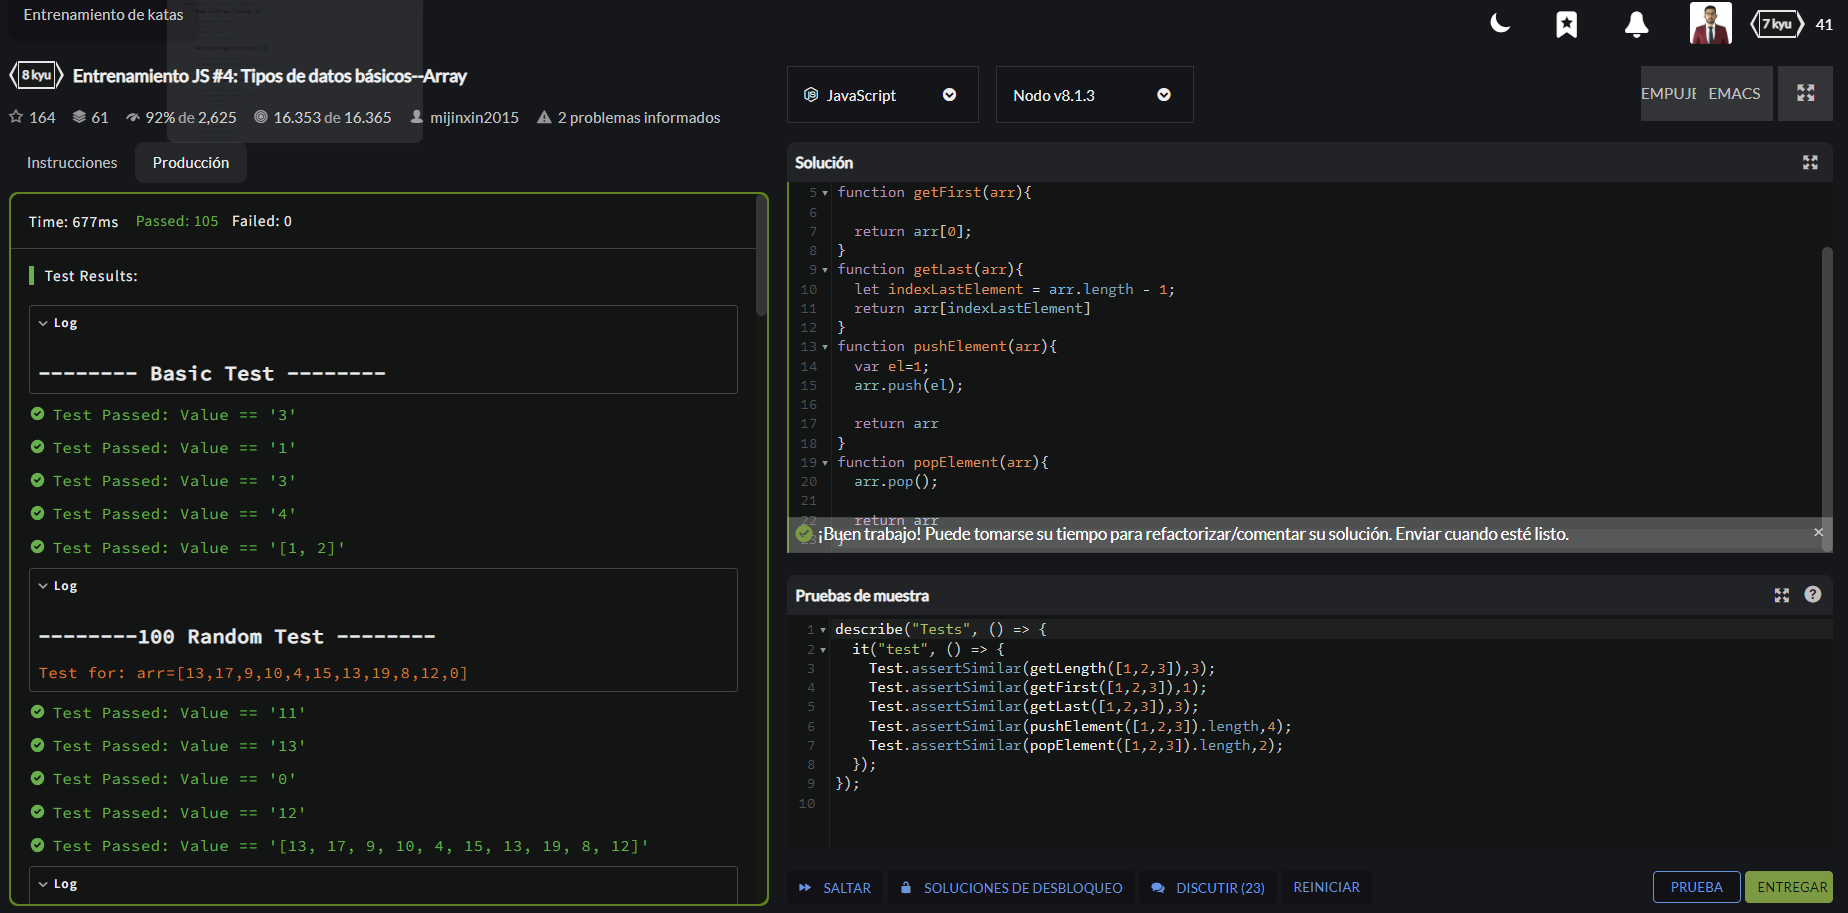 Entrenamiento de katas
7 kyu 41
8 kyu Entrenamiento JS #4: Tipos de datos básicos--Array
164 61 92% de 2,625 16.353 de 16.365 mijinxin2015 2 problemas informados
JavaScript
Nodo v8.1.3
EMPUJE EMACS
Instrucciones Producción
Time: 677ms Passed: 105 Failed: 0
Test Results:
Log
-------- Basic Test --------
Test Passed: Value == '3'
Test Passed: Value == '1'
Test Passed: Value == '3'
Test Passed: Value == '4'
Test Passed: Value == '[1, 2]'
Log
--------100 Random Test --------
Test for: arr=[13,17,9,10,4,15,13,19,8,12,0]
Test Passed: Value == '11'
Test Passed: Value == '13'
Test Passed: Value == '0'
Test Passed: Value == '12'
Test Passed: Value == '[13, 17, 9, 10, 4, 15, 13, 19, 8, 12]'
Log
Solución
5 function getFirst(arr){
6
7 return arr[0];
8 }
9 function getLast(arr){
10 let indexLastElement = arr.length - 1;
11 return arr[indexLastElement]
12 }
13 function pushElement(arr){
14 var el=1;
15 arr.push(el);
16
17 return arr
18 }
19 function popElement(arr){
20 arr.pop();
21
22 return arr
23 }
¡Buen trabajo! Puede tomarse su tiempo para refactorizar/comentar su solución. Enviar cuando esté listo.
Pruebas de muestra
1 describe("Tests", () => {
2 it("test", () => {
3 Test.assertSimilar(getLength([1,2,3]),3);
4 Test.assertSimilar(getFirst([1,2,3]),1);
5 Test.assertSimilar(getLast([1,2,3]),3);
6 Test.assertSimilar(pushElement([1,2,3]).length,4);
7 Test.assertSimilar(popElement([1,2,3]).length,2);
8 });
9 });
10
SALTAR SOLUCIONES DE DESBLOQUEO DISCUTIR (23) REINICIAR PRUEBA ENTREGAR